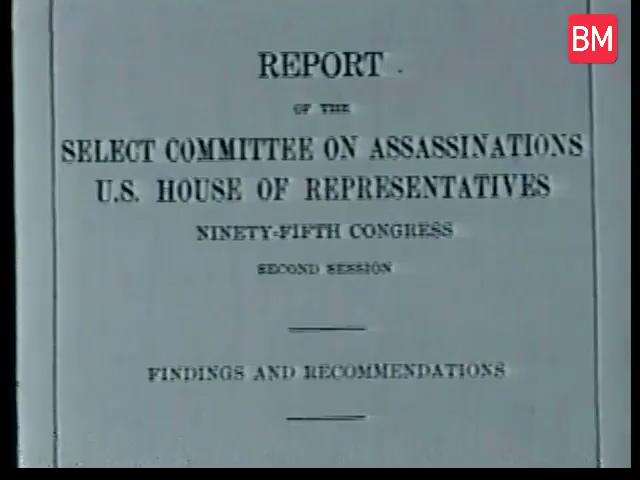 BM
REPORT
OF THE
SELECT COMMITTEE ON ASSASSINATIONS
U.S. HOUSE OF REPRESENTATIVES
NINETY-FIFTH CONGRESS
SECOND SESSION
FINDINGS AND RECOMMENDATIONS